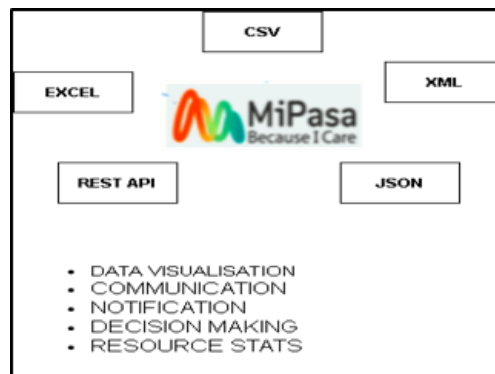 CSV
EXCEL
XML
MiPasa
Because I Care
REST API
JSON
• DATA VISUALISATION
• COMMUNICATION
• NOTIFICATION
• DECISION MAKING
• RESOURCE STATS